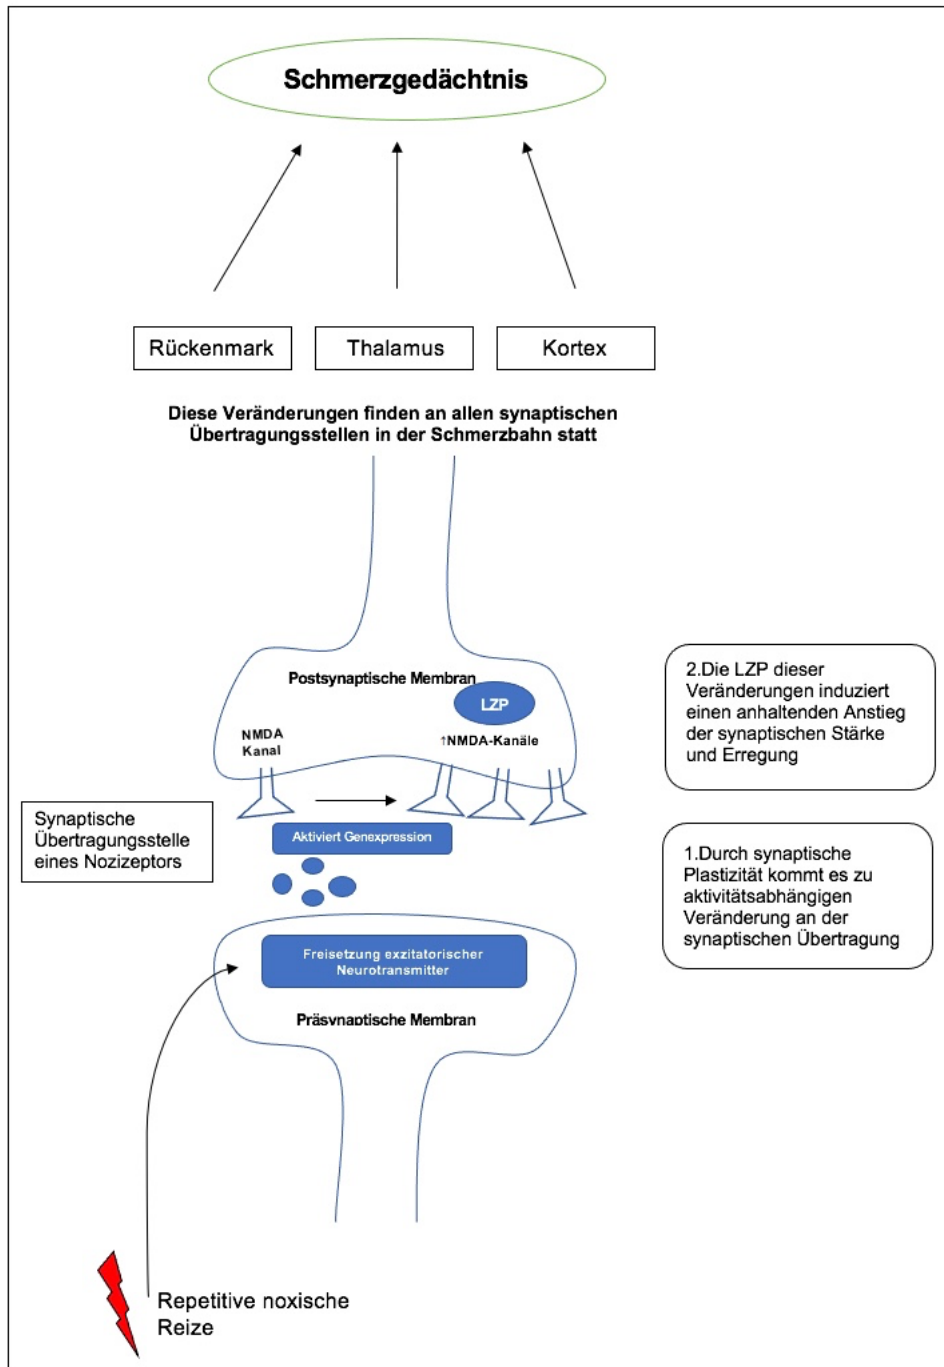 Schmerzgedächtnis
Rückenmark
Thalamus
Kortex
Diese Veränderungen finden an allen synaptischen
Übertragungsstellen in der Schmerzbahn statt
Postsynaptische Membran
LZP
NMDA
Kanal
↑NMDA-Kanäle
2.Die LZP dieser
Veränderungen induziert
einen anhaltenden Anstieg
der synaptischen Stärke
und Erregung
Synaptische
Übertragungsstelle
eines Nozizeptors
Aktiviert Genexpression
1.Durch synaptische
Plastizität kommt es zu
aktivitätsabhängigen
Veränderung an der
synaptischen Übertragung
Freisetzung exzitatorischer
Neurotransmitter
Präsynaptische Membran
Repetitive noxische
Reize